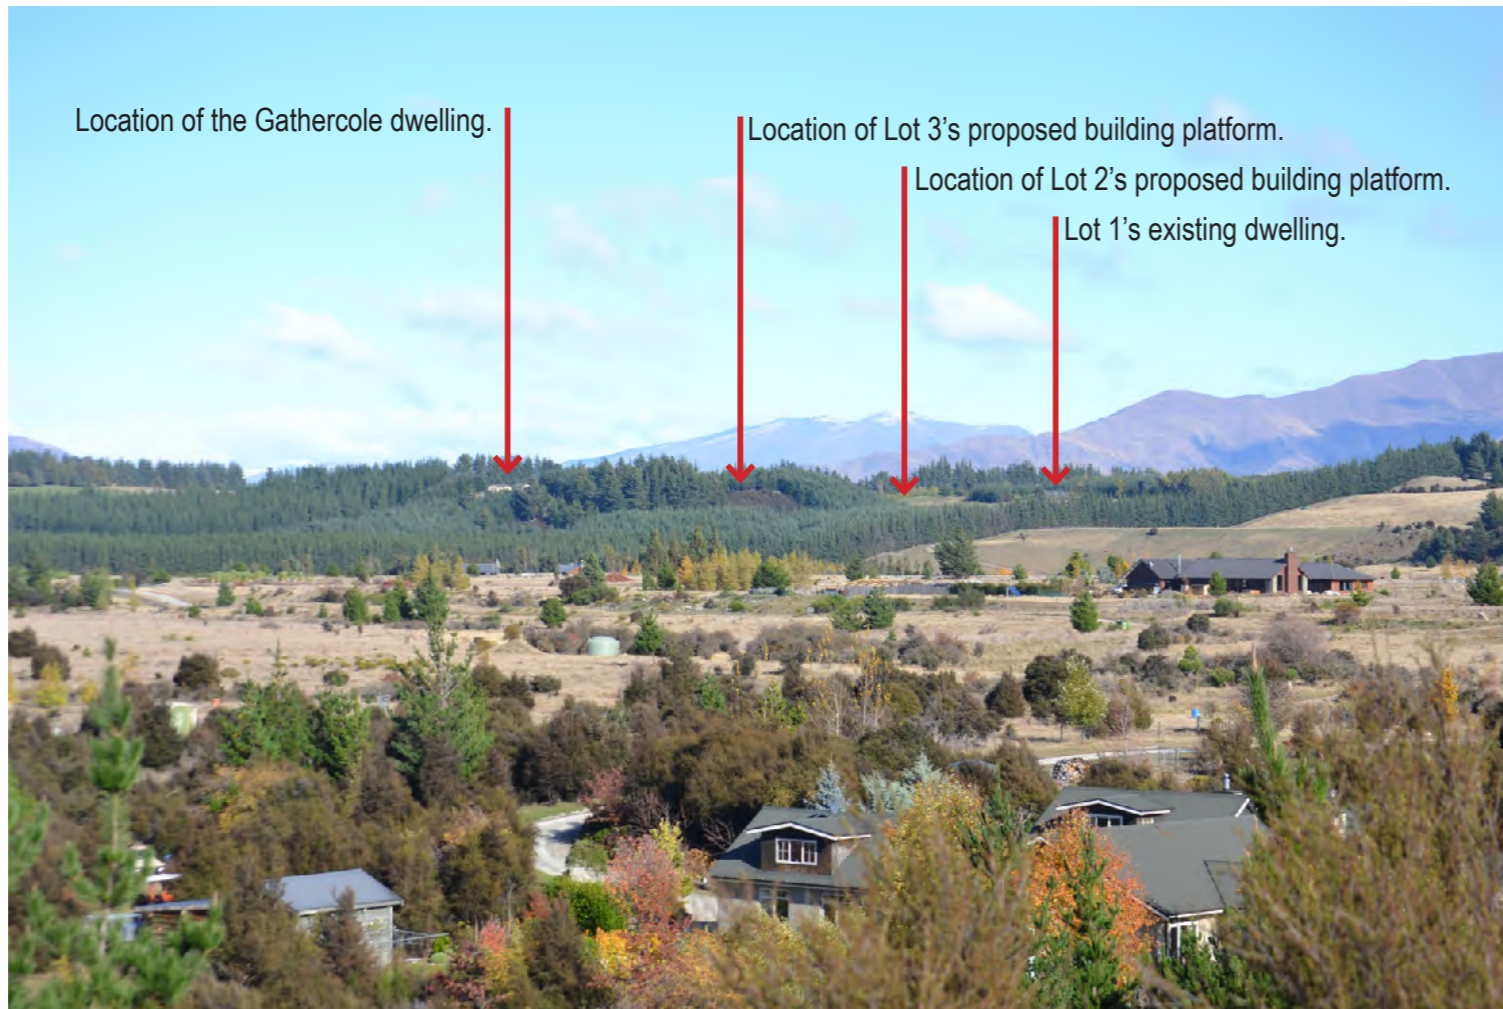 Location of the Gathercole dwelling.
Location of Lot 3's proposed building platform.
Location of Lot 2's proposed building platform.
Lot 1's existing dwelling.